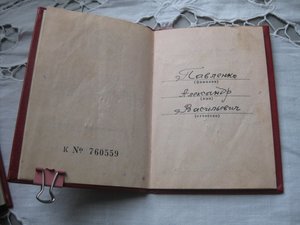 К № 760559
Павленко
(фамилия)
Александр
(имя)
Васильевич
(отчество)